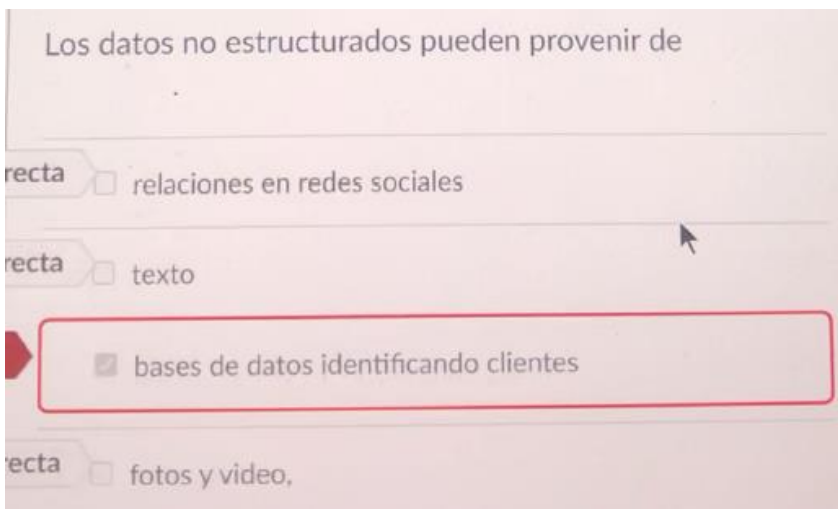 Los datos no estructurados pueden provenir de
recta
relaciones en redes sociales
recta
texto
bases de datos identificando clientes
ecta
fotos y video,